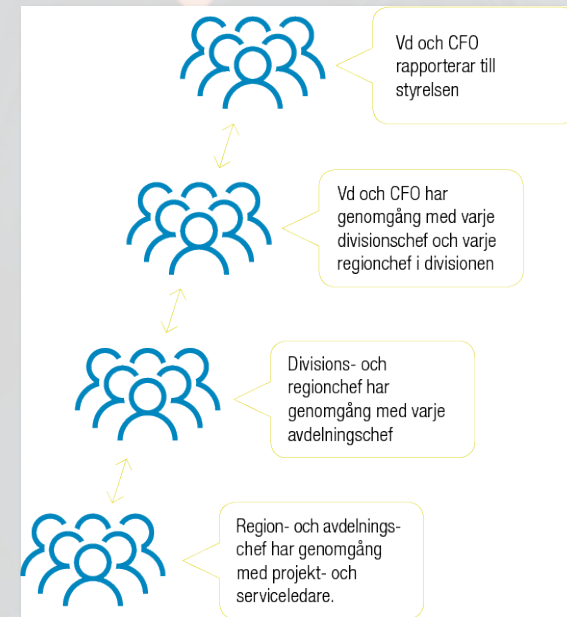 Vd och CFO
rapporterar till
styrelsen
Vd och CFO har
genomgång med varje
divisionschef och varje
regionchef i divisionen
Divisions- och
regionchef har
genomgång med varje
avdelningschef
Region- och avdelnings-
chef har genomgång
med projekt- och
serviceledare.